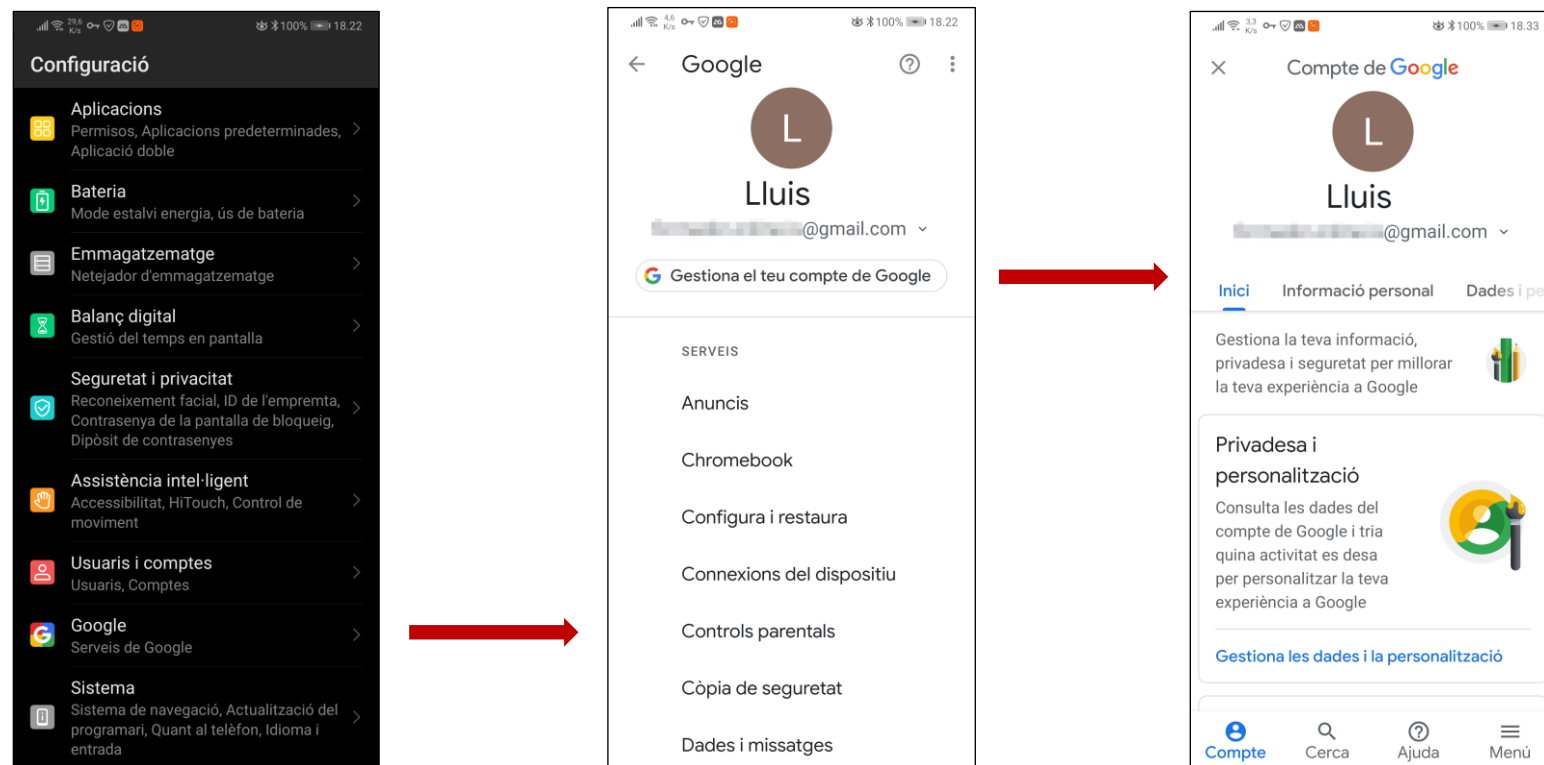 29,6 K/s 100% 18.22
Configuració
Aplicacions
Permisos, Aplicacions predeterminades,
Aplicació doble
Bateria
Mode estalvi energia, ús de bateria
Emmagatzematge
Netejador d'emmagatzematge
Balanç digital
Gestió del temps en pantalla
Seguretat i privacitat
Reconeixement facial, ID de l'empremta,
Contrasenya de la pantalla de bloqueig,
Dipòsit de contrasenyes
Assistència intel·ligent
Accessibilitat, HiTouch, Control de
moviment
Usuaris i comptes
Usuaris, Comptes
Google
Serveis de Google
Sistema
Sistema de navegació, Actualització del
programari, Quant al telèfon, Idioma i
entrada
4,6 K/s 100% 18.22
Google
L
Lluis
@gmail.com
G Gestiona el teu compte de Google
SERVEIS
Anuncis
Chromebook
Configura i restaura
Connexions del dispositiu
Controls parentals
Còpia de seguretat
Dades i missatges
3,3 K/s 100% 18.33
Compte de Google
L
Lluis
@gmail.com
Inici Informació personal Dades i pe
Gestiona la teva informació,
privadesa i seguretat per millorar
la teva experiència a Google
Privadesa i
personalització
Consulta les dades del
compte de Google i tria
quina activitat es desa
per personalitzar la teva
experiència a Google
Gestiona les dades i la personalització
Compte Cerca Ajuda Menú